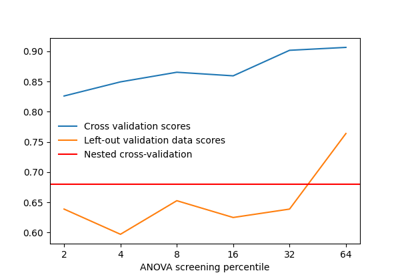 0.90
0.85
0.80
0.75
0.70
0.65
0.60
Cross validation scores
Left-out validation data scores
Nested cross-validation
2 4 8 16 32 64
ANOVA screening percentile